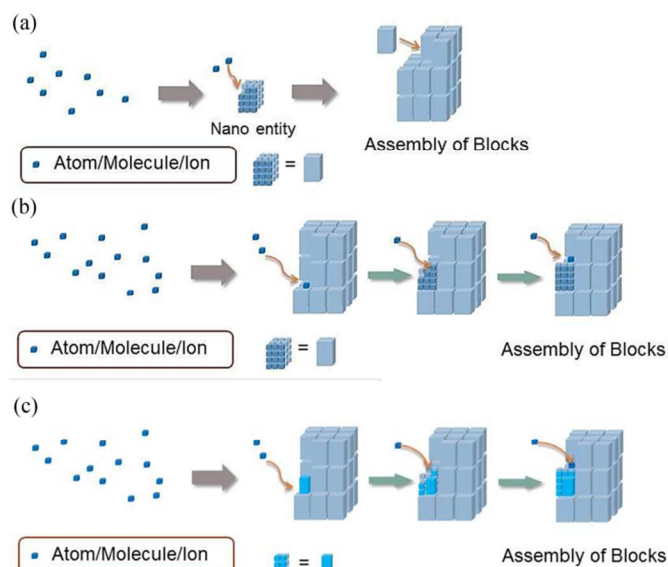 (a)
Nano entity
Assembly of Blocks
Atom/Molecule/Ion
=
(b)
Atom/Molecule/Ion
=
Assembly of Blocks
(c)
Atom/Molecule/Ion
=
Assembly of Blocks